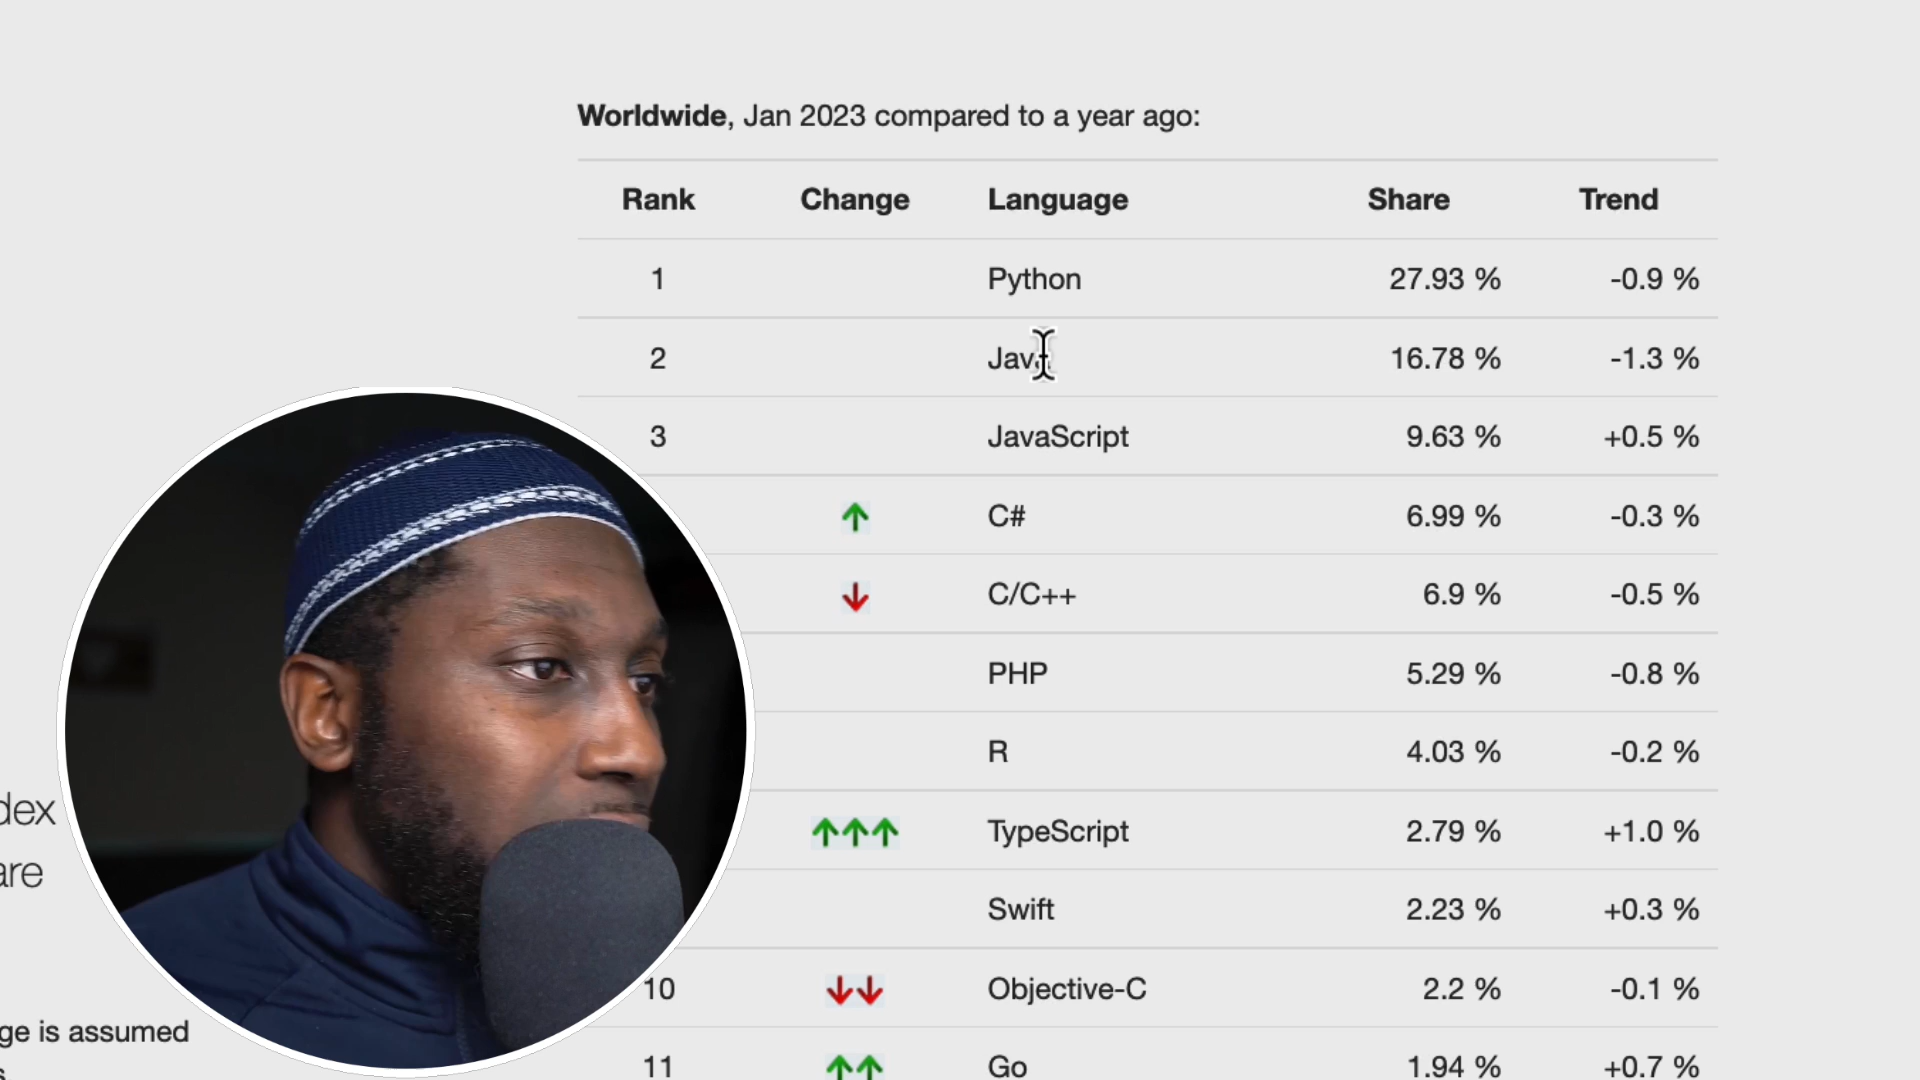 Worldwide, Jan 2023 compared to a year ago:
Rank Change Language Share Trend
1 Python 27.93 % -0.9 %
2 Java 16.78 % -1.3 %
3 JavaScript 9.63 % +0.5 %
↑ C# 6.99 % -0.3 %
↓ C/C++ 6.9 % -0.5 %
PHP 5.29 % -0.8 %
R 4.03 % -0.2 %
↑↑↑ TypeScript 2.79 % +1.0 %
Swift 2.23 % +0.3 %
10 ↓↓ Objective-C 2.2 % -0.1 %
11 ↑↑ Go 1.94 % +0.7 %
dex
are
ge is assumed